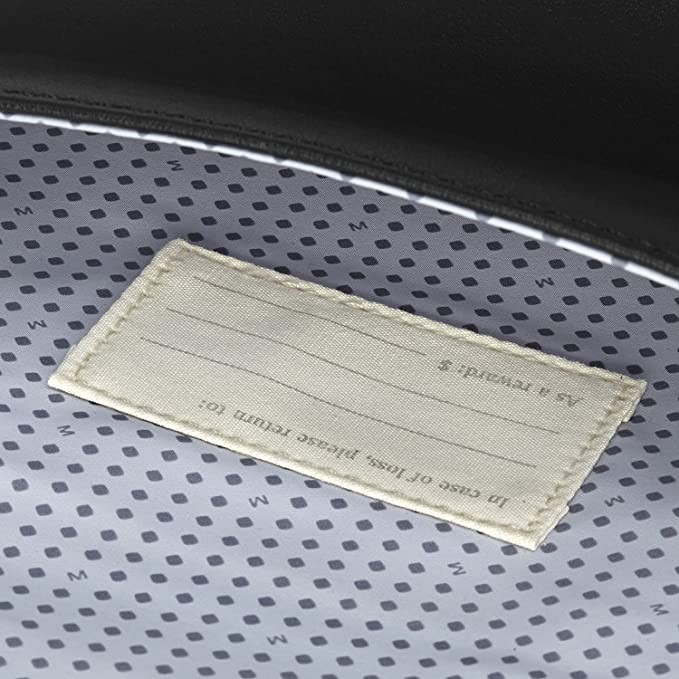 In case of loss, please return to:
As a reward: $